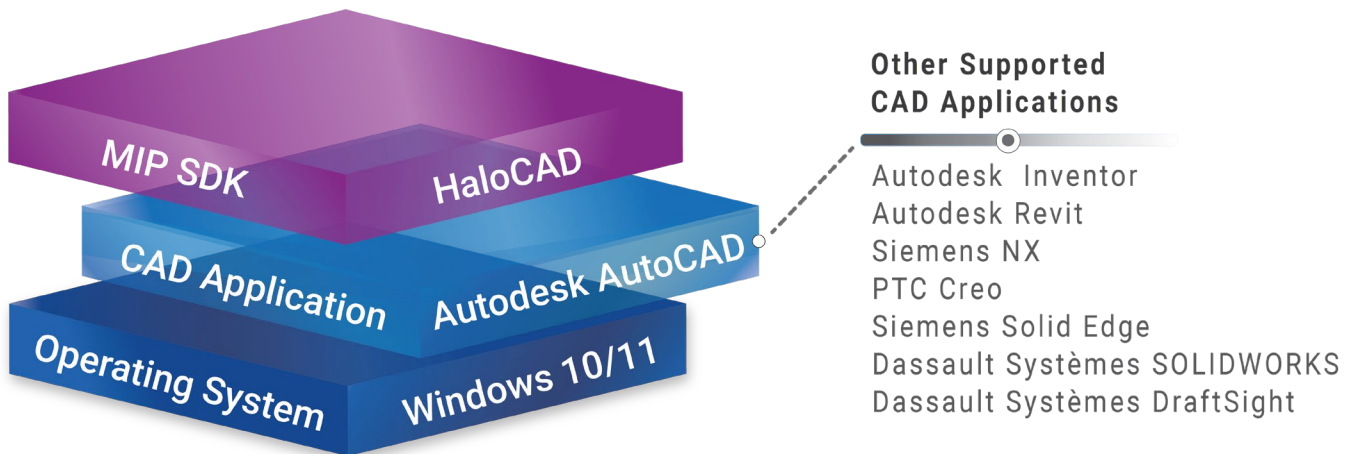 MIP SDK
HaloCAD
CAD Application
Autodesk AutoCAD
Operating System
Windows 10/11
Other Supported
CAD Applications
Autodesk Inventor
Autodesk Revit
Siemens NX
PTC Creo
Siemens Solid Edge
Dassault Systèmes SOLIDWORKS
Dassault Systèmes DraftSight